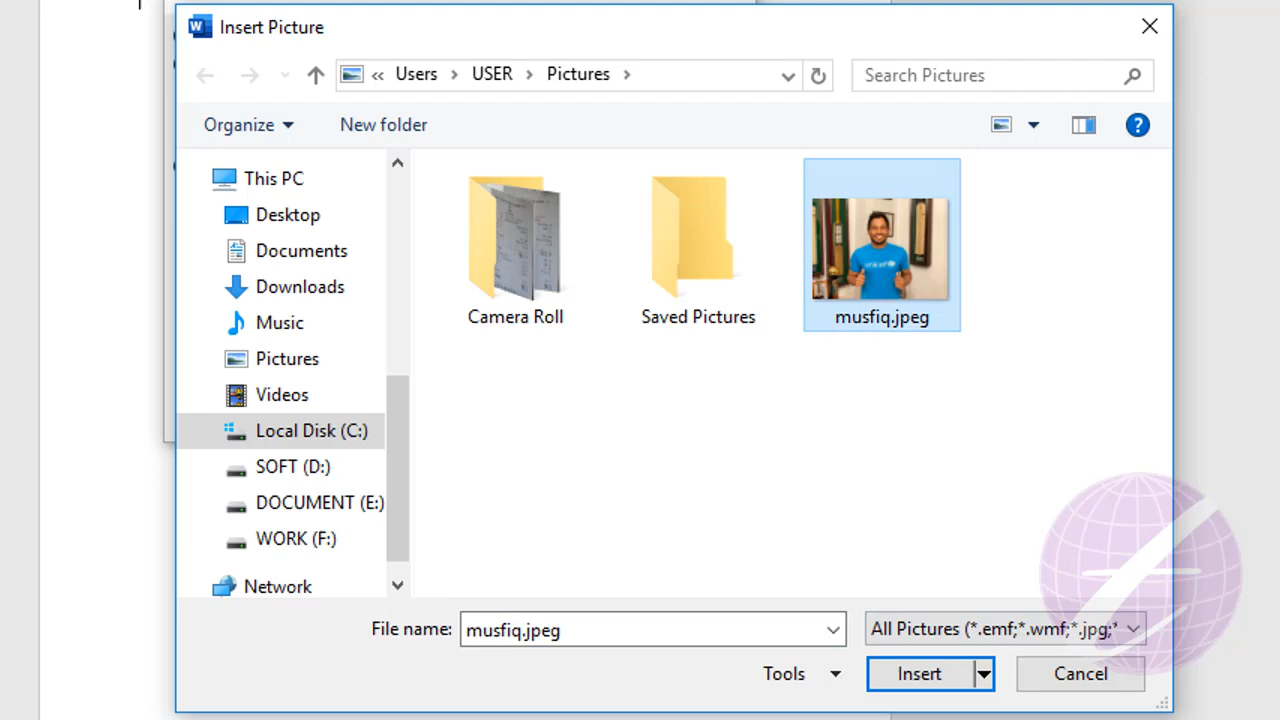 Insert Picture
« Users > USER > Pictures >
Search Pictures
Organize
New folder
This PC
Desktop
Documents
Downloads
Music
Pictures
Videos
Local Disk (C:)
SOFT (D:)
DOCUMENT (E:)
WORK (F:)
Network
Camera Roll
Saved Pictures
musfiq.jpeg
unicef
File name: musfiq.jpeg
All Pictures (*.emf;*.wmf;*.jpg;*
Tools
Insert
Cancel